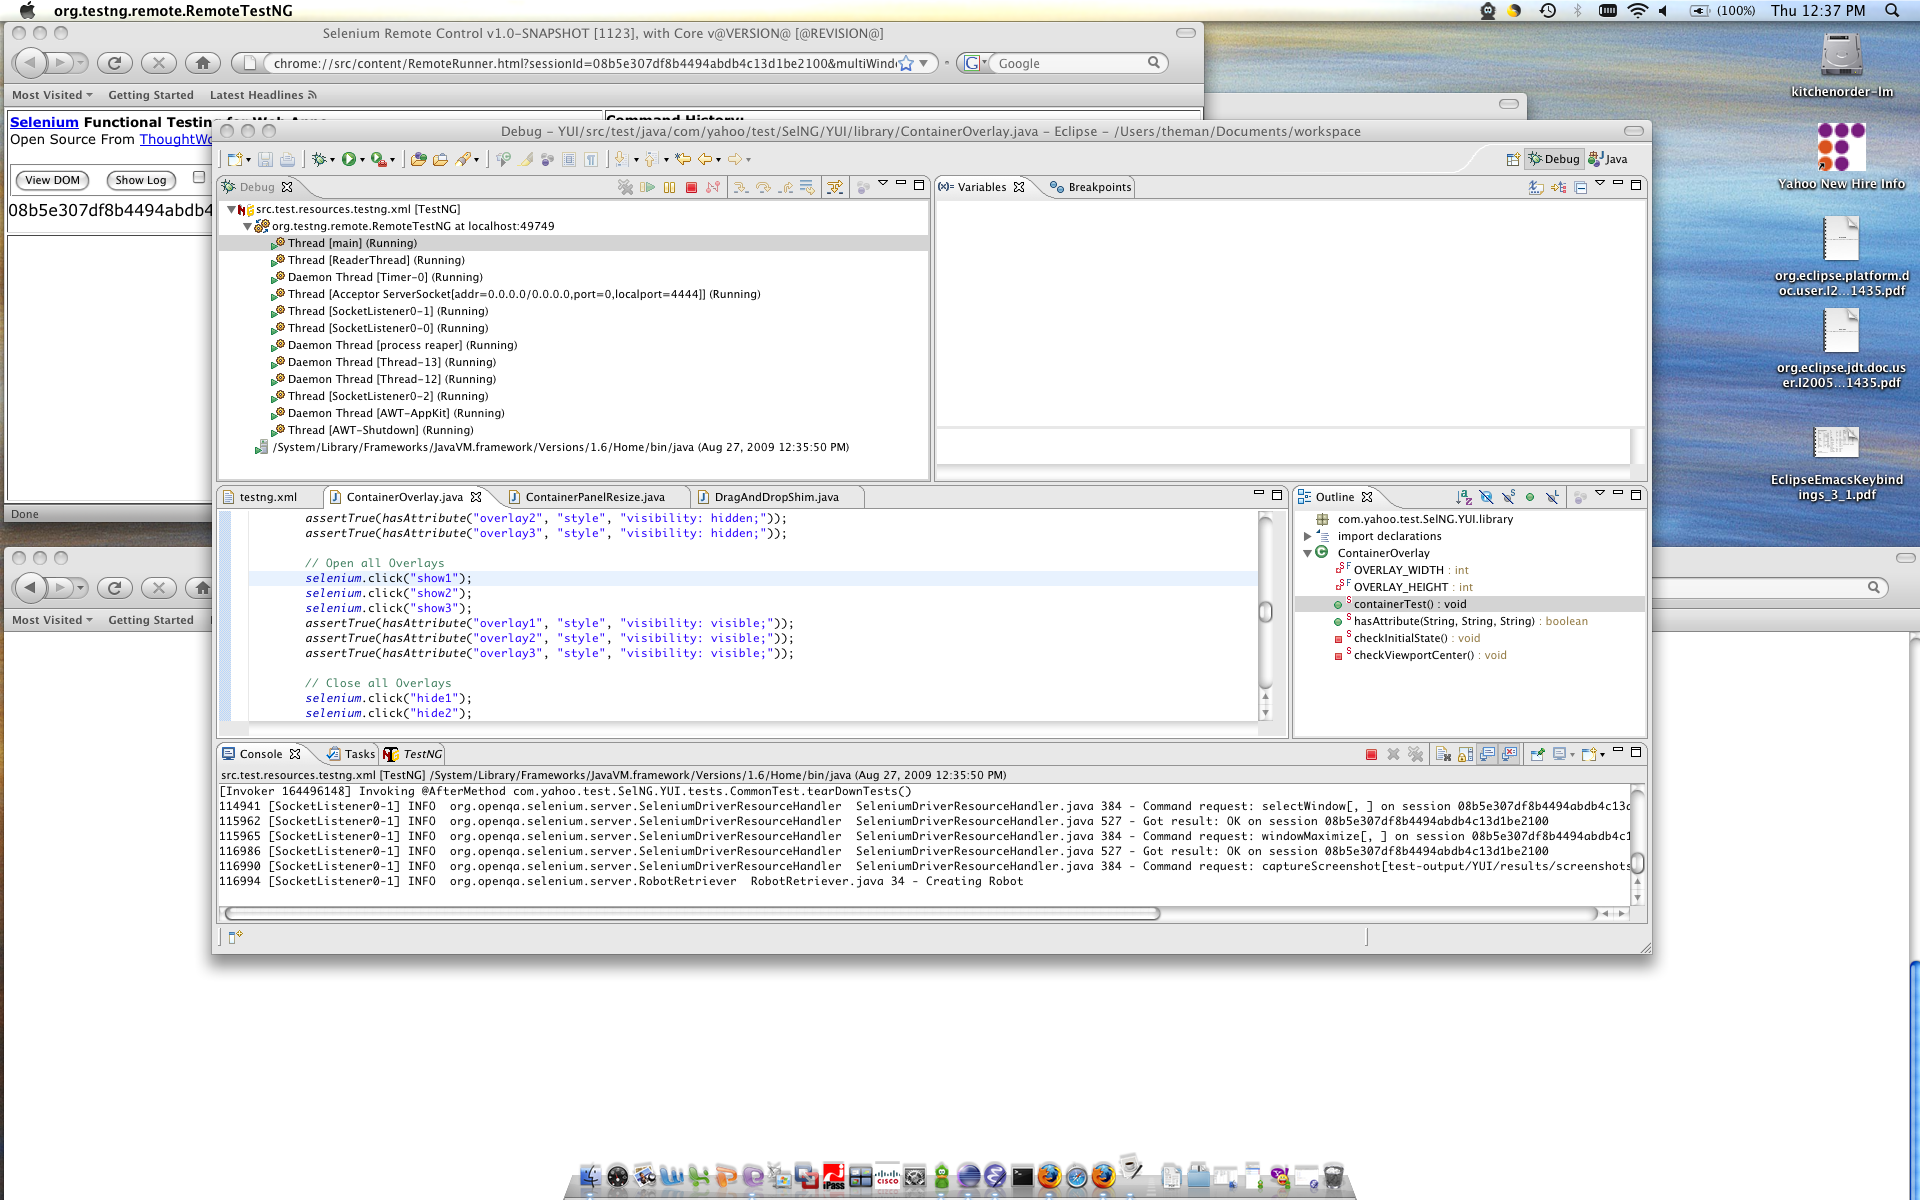 org.testng.remote.RemoteTestNG
(100%) Thu 12:37 PM
Selenium Remote Control v1.0-SNAPSHOT [1123], with Core v@VERSION@ [@REVISION@]
chrome://src/content/RemoteRunner.html?sessionId=08b5e307df8b4494abdb4c13d1be2100&multiWind
Google
Most Visited Getting Started Latest Headlines
Selenium Functional Testing for Web Apps
Command History:
Open Source From ThoughtWo
View DOM Show Log
08b5e307df8b4494abdb4
Done
Most Visited Getting Started
kitchenorder-lm
Yahoo New Hire Info
org.eclipse.platform.d
oc.user.I2...1435.pdf
org.eclipse.jdt.doc.us
er.I2005...1435.pdf
EclipseEmacsKeybind
ings_3_1.pdf
Debug - YUI/src/test/java/com/yahoo/test/SelNG/YUI/library/ContainerOverlay.java - Eclipse - /Users/theman/Documents/workspace
Debug Java
Debug
src.test.resources.testng.xml [TestNG]
org.testng.remote.RemoteTestNG at localhost:49749
Thread [main] (Running)
Thread [ReaderThread] (Running)
Daemon Thread [Timer-0] (Running)
Thread [Acceptor ServerSocket[addr=0.0.0.0/0.0.0.0,port=0,localport=4444]] (Running)
Thread [SocketListener0-1] (Running)
Thread [SocketListener0-0] (Running)
Daemon Thread [process reaper] (Running)
Daemon Thread [Thread-13] (Running)
Daemon Thread [Thread-12] (Running)
Thread [SocketListener0-2] (Running)
Daemon Thread [AWT-AppKit] (Running)
Thread [AWT-Shutdown] (Running)
/System/Library/Frameworks/JavaVM.framework/Versions/1.6/Home/bin/java (Aug 27, 2009 12:35:50 PM)
(x)= Variables Breakpoints
testng.xml ContainerOverlay.java ContainerPanelResize.java DragAndDropShim.java
assertTrue(hasAttribute("overlay2", "style", "visibility: hidden;"));
assertTrue(hasAttribute("overlay3", "style", "visibility: hidden;"));
// Open all Overlays
selenium.click("show1");
selenium.click("show2");
selenium.click("show3");
assertTrue(hasAttribute("overlay1", "style", "visibility: visible;"));
assertTrue(hasAttribute("overlay2", "style", "visibility: visible;"));
assertTrue(hasAttribute("overlay3", "style", "visibility: visible;"));
// Close all Overlays
selenium.click("hide1");
selenium.click("hide2");
Outline
com.yahoo.test.SelNG.YUI.library
import declarations
ContainerOverlay
OVERLAY_WIDTH : int
OVERLAY_HEIGHT : int
containerTest() : void
hasAttribute(String, String, String) : boolean
checkInitialState() : void
checkViewportCenter() : void
Console Tasks TestNG
src.test.resources.testng.xml [TestNG] /System/Library/Frameworks/JavaVM.framework/Versions/1.6/Home/bin/java (Aug 27, 2009 12:35:50 PM)
[Invoker 164496148] Invoking @AfterMethod com.yahoo.test.SelNG.YUI.tests.CommonTest.tearDownTests()
114941 [SocketListener0-1] INFO org.openqa.selenium.server.SeleniumDriverResourceHandler SeleniumDriverResourceHandler.java 384 - Command request: selectWindow[, ] on session 08b5e307df8b4494abdb4c13d
115962 [SocketListener0-1] INFO org.openqa.selenium.server.SeleniumDriverResourceHandler SeleniumDriverResourceHandler.java 527 - Got result: OK on session 08b5e307df8b4494abdb4c13d1be2100
115965 [SocketListener0-1] INFO org.openqa.selenium.server.SeleniumDriverResourceHandler SeleniumDriverResourceHandler.java 384 - Command request: windowMaximize[, ] on session 08b5e307df8b4494abdb4c1
116986 [SocketListener0-1] INFO org.openqa.selenium.server.SeleniumDriverResourceHandler SeleniumDriverResourceHandler.java 527 - Got result: OK on session 08b5e307df8b4494abdb4c13d1be2100
116990 [SocketListener0-1] INFO org.openqa.selenium.server.SeleniumDriverResourceHandler SeleniumDriverResourceHandler.java 384 - Command request: captureScreenshot[test-output/YUI/results/screenshots
116994 [SocketListener0-1] INFO org.openqa.selenium.server.RobotRetriever RobotRetriever.java 34 - Creating Robot
iPass
CISCO